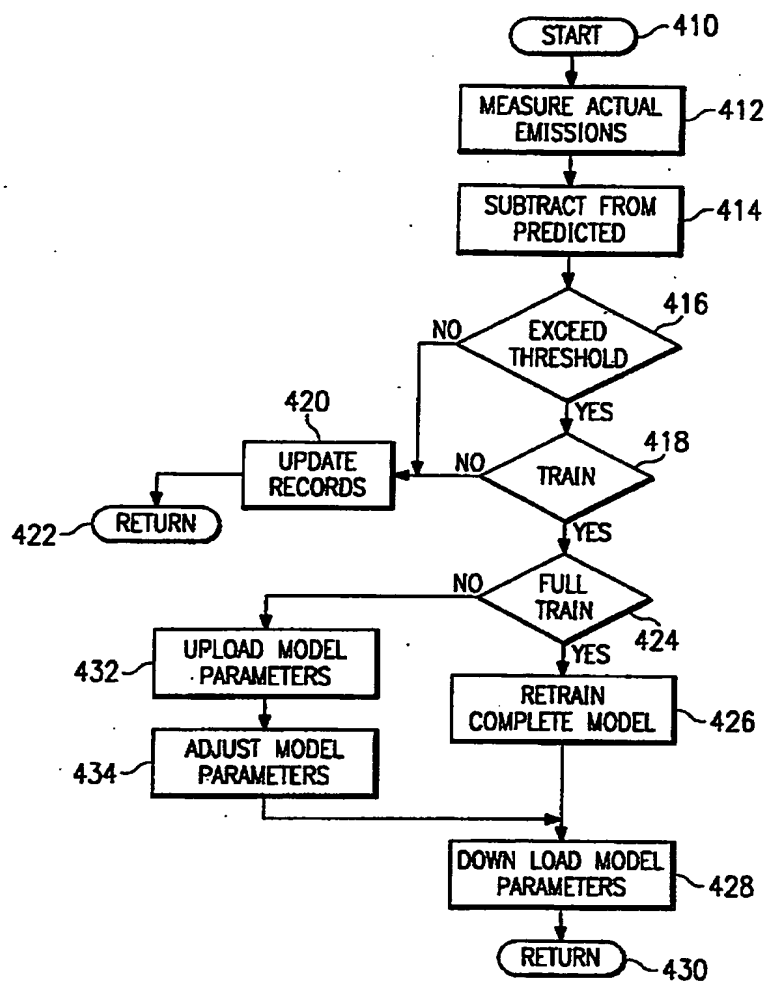 START
410
MEASURE ACTUAL
EMISSIONS
412
SUBTRACT FROM
PREDICTED
414
416
EXCEED
THRESHOLD
NO
YES
420
418
UPDATE
RECORDS
NO
TRAIN
422
RETURN
YES
NO
FULL
TRAIN
424
YES
432
UPLOAD MODEL
PARAMETERS
RETRAIN
COMPLETE MODEL
426
434
ADJUST MODEL
PARAMETERS
DOWN LOAD MODEL
PARAMETERS
428
RETURN
430